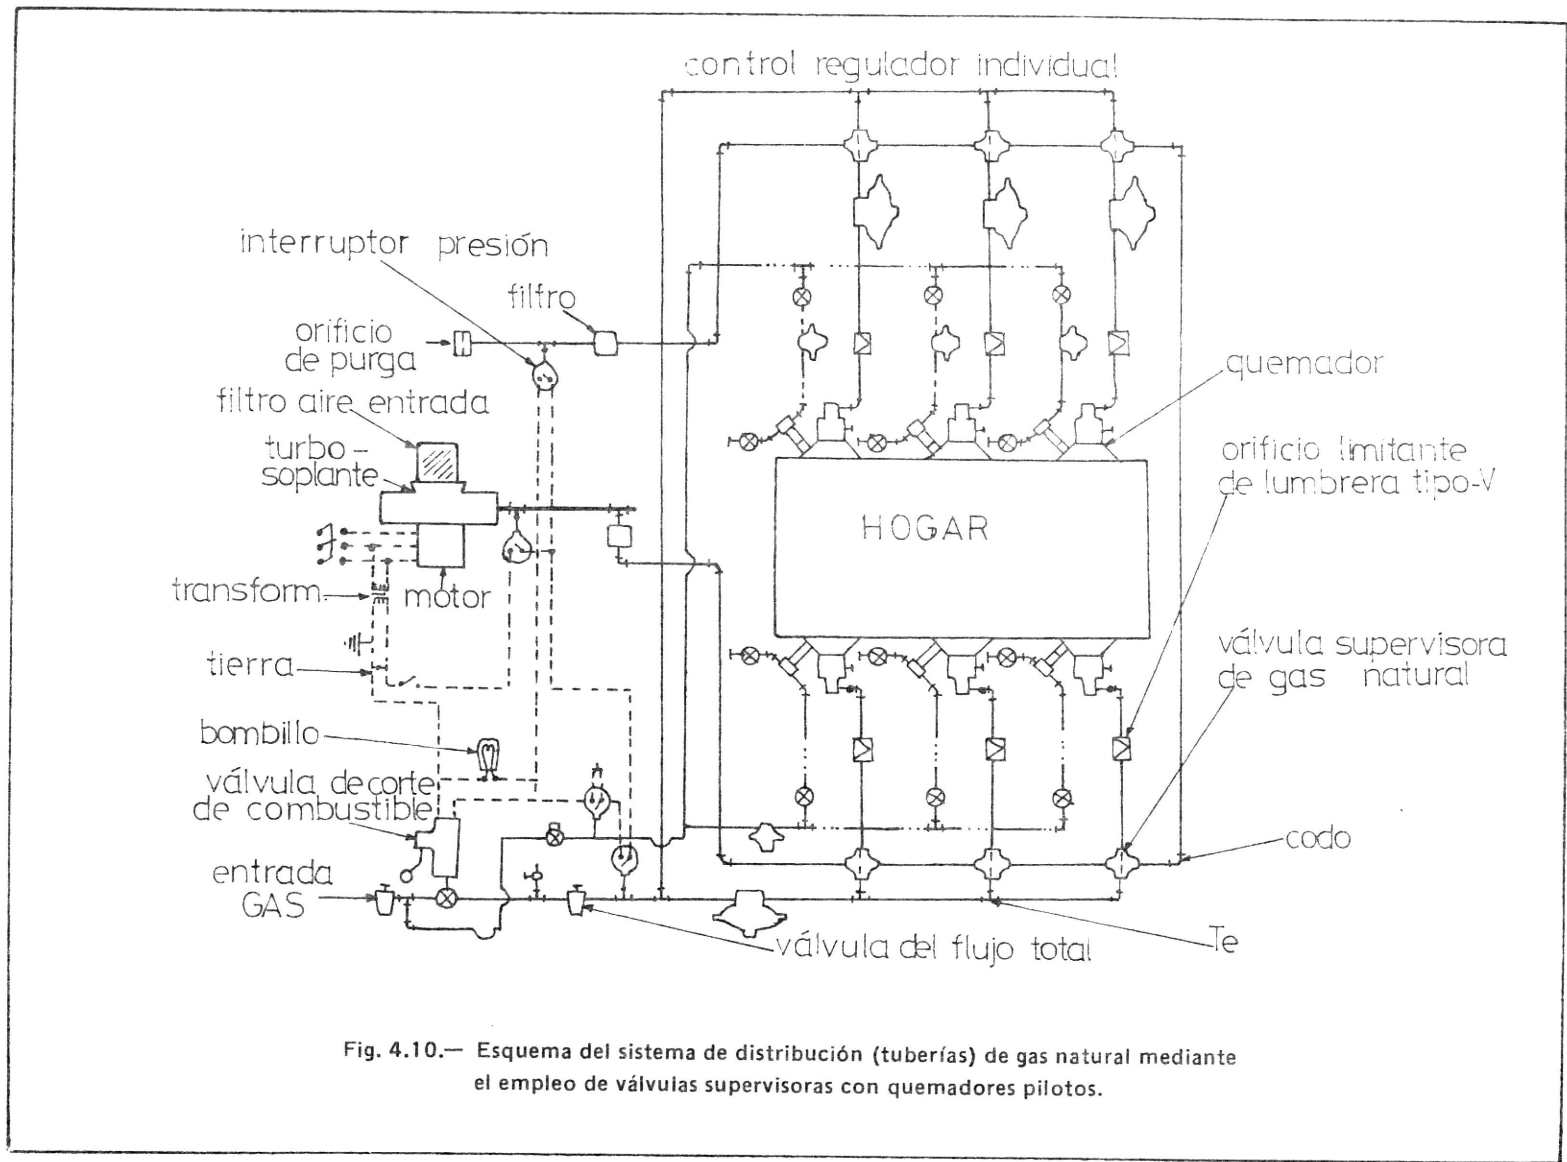 control regulador individual
interruptor presión
filtro
orificio
de purga
filtro aire entrada
turbo-
soplante
quemador
orificio limitante
de lumbrera tipo-V
HOGAR
transform.
motor
tierra
válvula supervisora
de gas natural
bombillo
válvula de corte
de combustible
codo
entrada
GAS
válvula del flujo total
Te
Fig. 4.10.— Esquema del sistema de distribución (tuberías) de gas natural mediante
el empleo de válvulas supervisoras con quemadores pilotos.